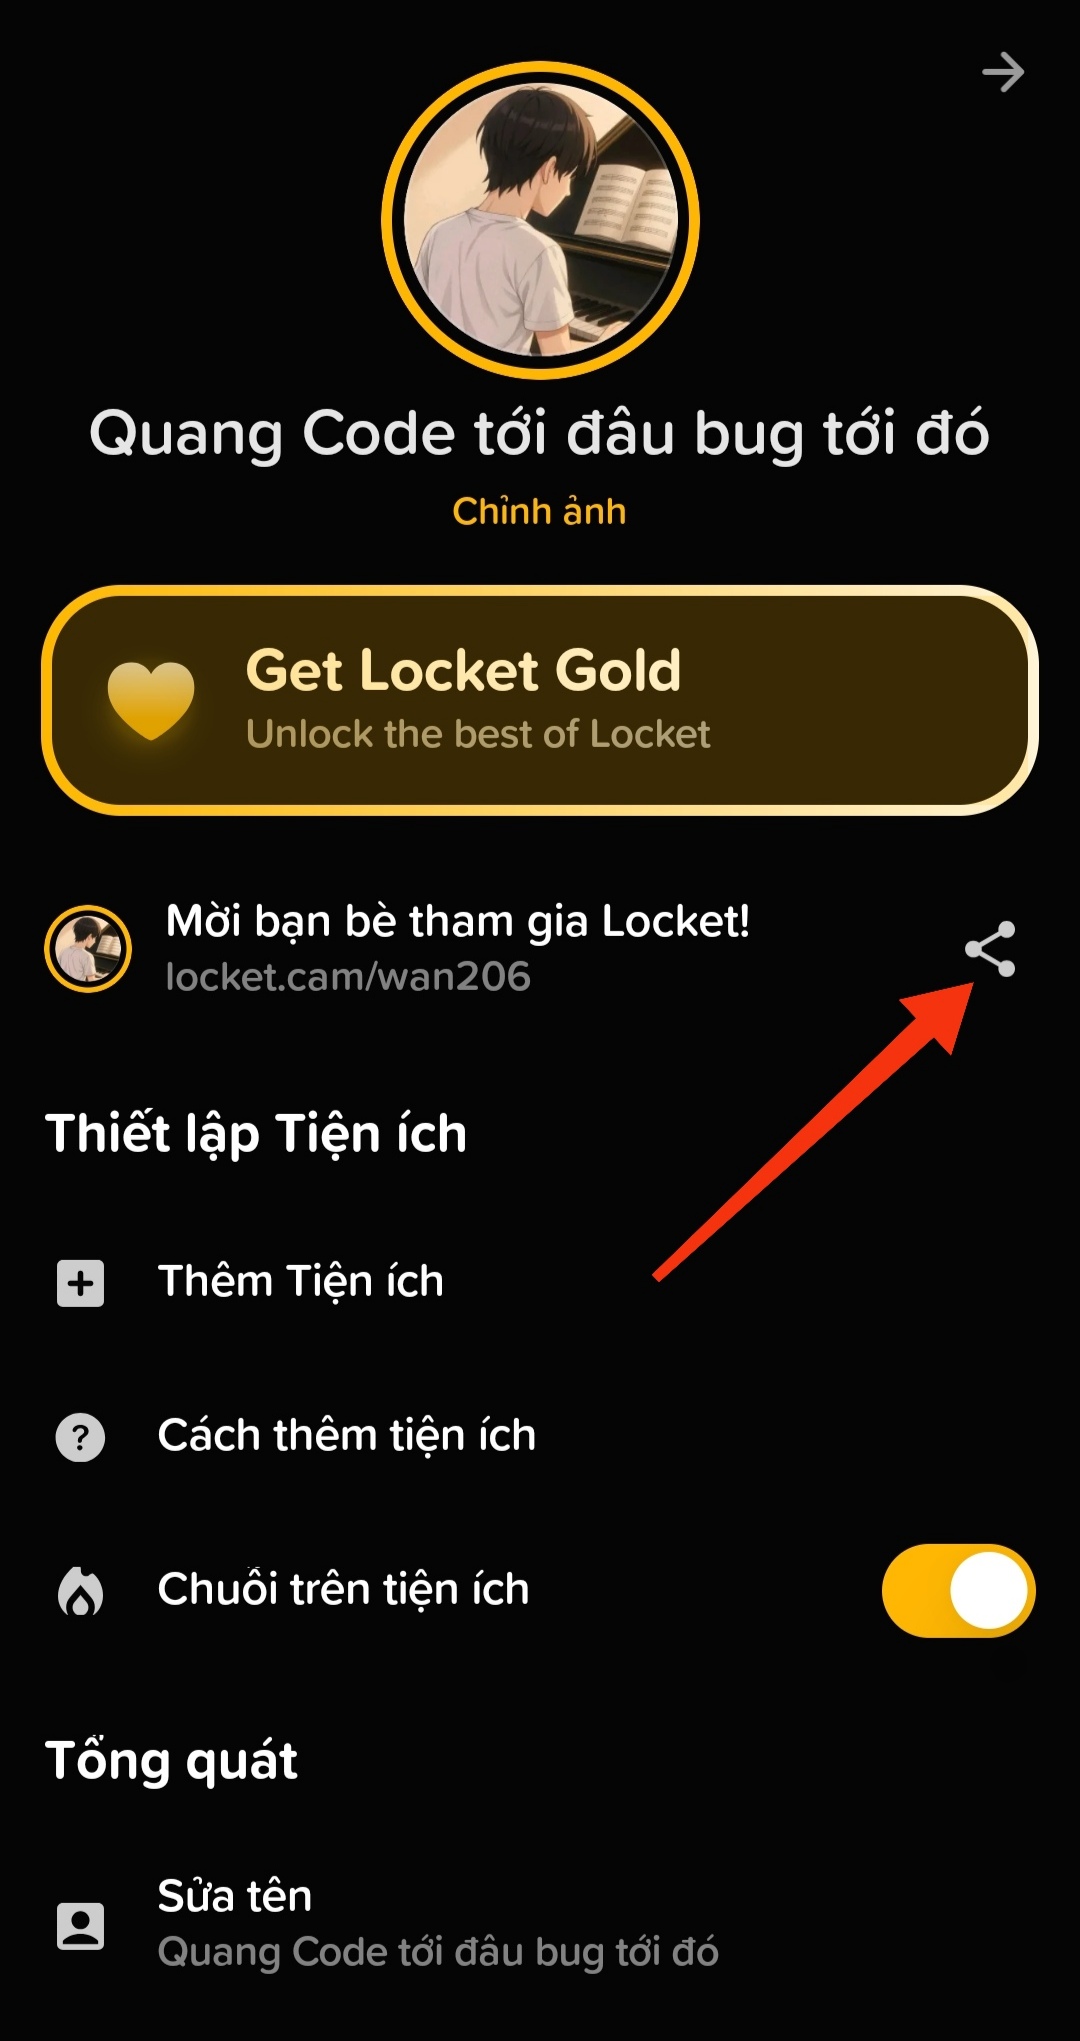 Quang Code tới đâu bug tới đó
Chỉnh ảnh
Get Locket Gold
Unlock the best of Locket
Mời bạn bè tham gia Locket!
locket.cam/wan206
Thiết lập Tiện ích
Thêm Tiện ích
Cách thêm tiện ích
Chuỗi trên tiện ích
Tổng quát
Sửa tên
Quang Code tới đâu bug tới đó